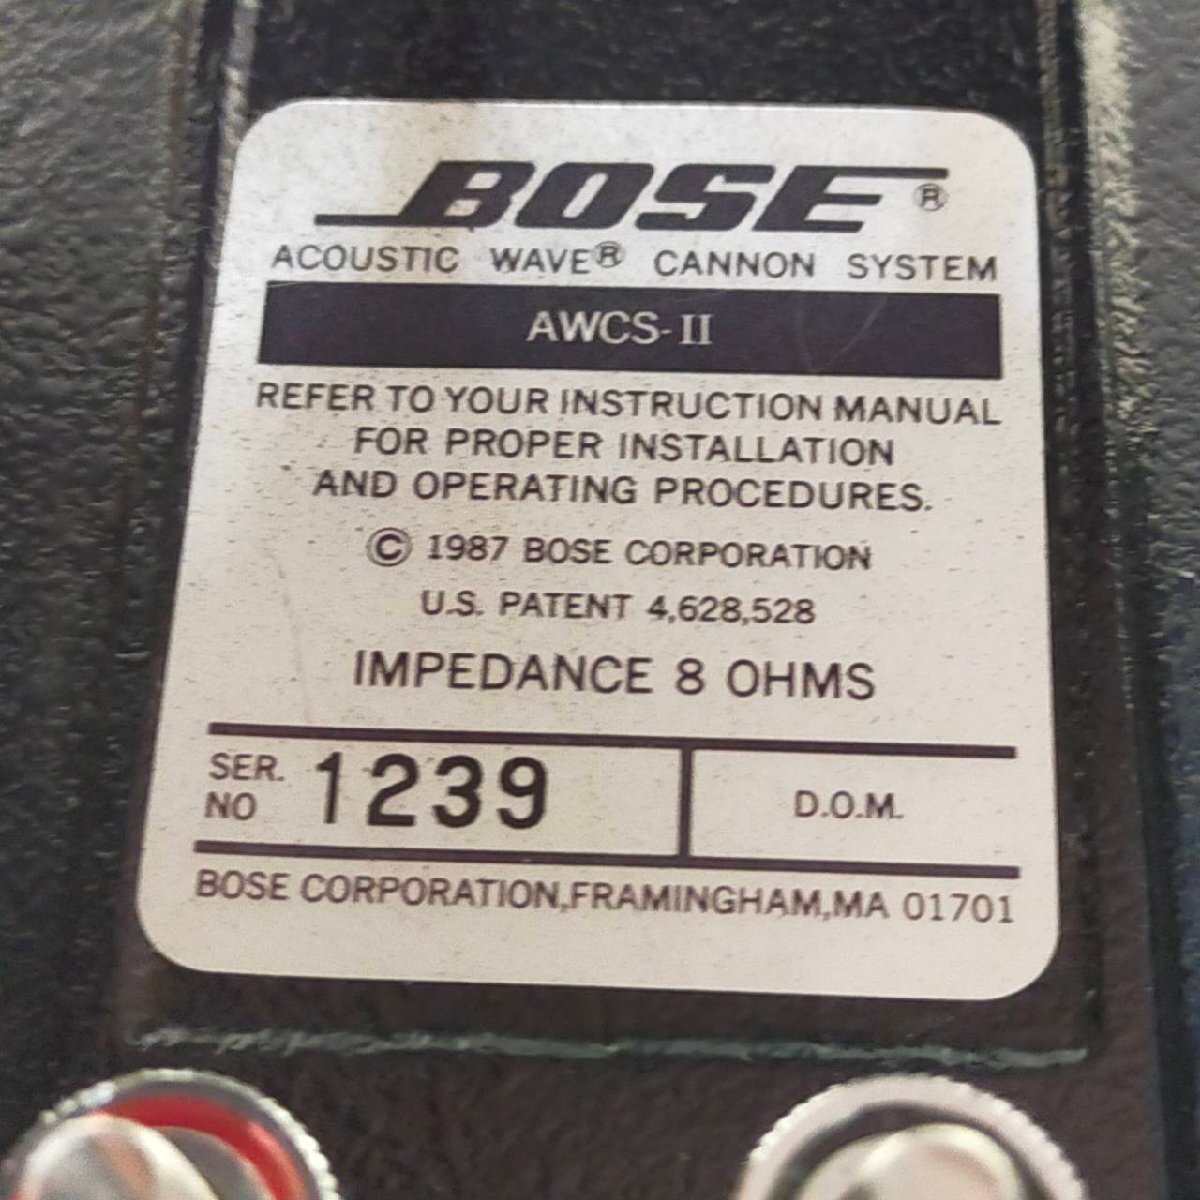 BOSE®
ACOUSTIC WAVE® CANNON SYSTEM
AWCS-II
REFER TO YOUR INSTRUCTION MANUAL
FOR PROPER INSTALLATION
AND OPERATING PROCEDURES.
© 1987 BOSE CORPORATION
U.S. PATENT 4,628,528
IMPEDANCE 8 OHMS
SER. NO 1239
D.O.M.
BOSE CORPORATION,FRAMINGHAM,MA 01701